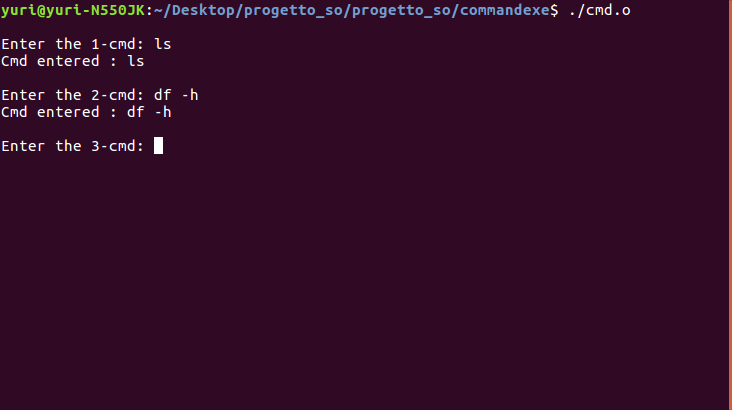 yuri@yuri-N550JK:~/Desktop/progetto_so/progetto_so/commandexe$ ./cmd.o
Enter the 1-cmd: ls
Cmd entered : ls
Enter the 2-cmd: df -h
Cmd entered : df -h
Enter the 3-cmd: